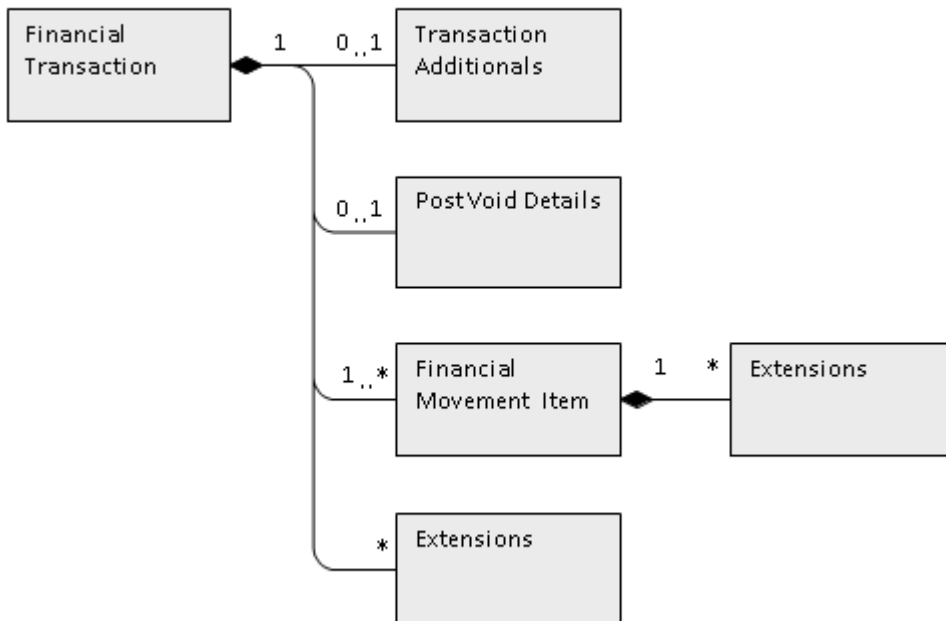 Financial
Transaction
1
0..1
Transaction
Additionals
0..1
PostVoid Details
1..*
Financial
Movement Item
1
*
Extensions
*
Extensions